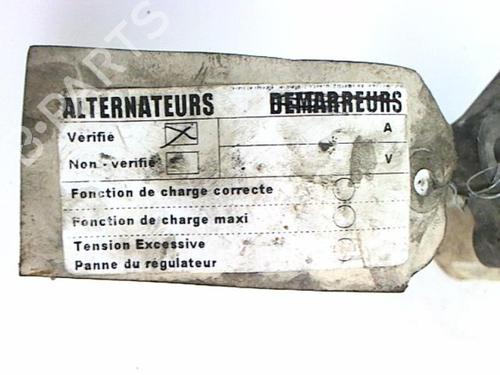 ALTERNATEURS DEMARREURS
Verifié A
Non - verifié V
Fonction de charge correcte
Fonction de charge maxi
Tension Excessive
Panne du régulateur
B-PARTS